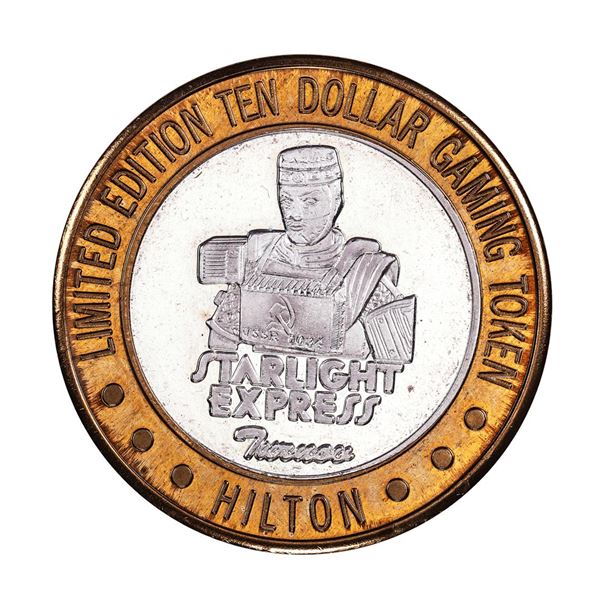 LIMITED EDITION TEN DOLLAR GAMING TOKEN
STARLIGHT
EXPRESS
HILTON